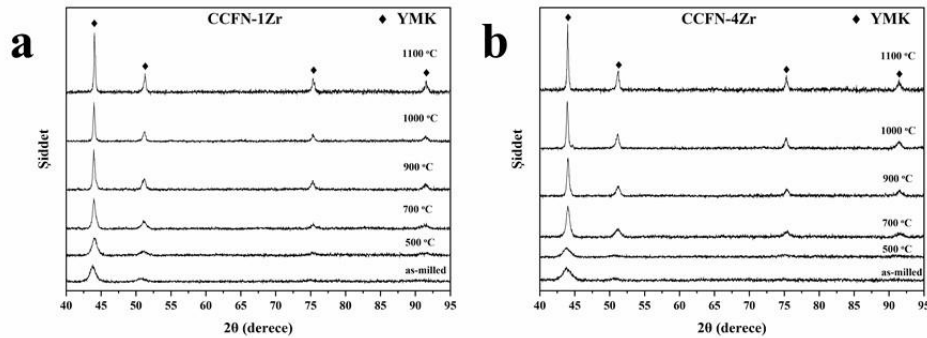 a
CCFN-1Zr
♦ YMK
1100 °C
1000 °C
900 °C
700 °C
500 °C
as-milled
Şiddet
40 45 50 55 60 65 70 75 80 85 90 95
2θ (derece)
b
CCFN-4Zr
♦ YMK
1100 °C
1000 °C
900 °C
700 °C
500 °C
as-milled
Şiddet
40 45 50 55 60 65 70 75 80 85 90 95
2θ (derece)